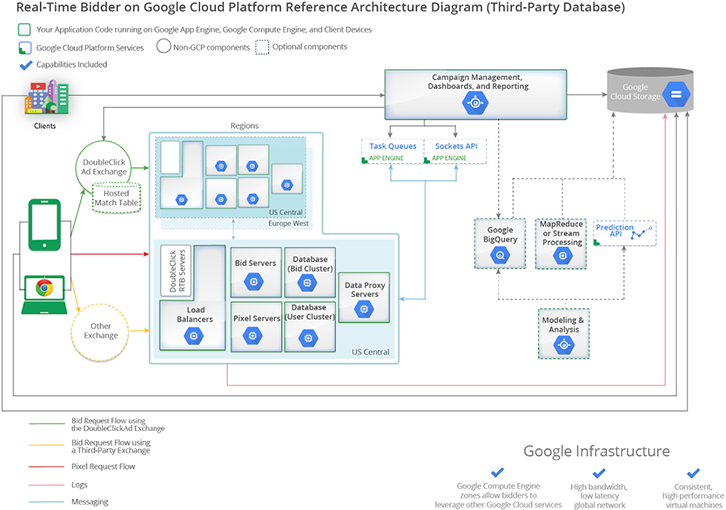 Real-Time Bidder on Google Cloud Platform Reference Architecture Diagram (Third-Party Database)
Your Application Code running on Google App Engine, Google Compute Engine, and Client Devices
Google Cloud Platform Services
Non-GCP components
Optional components
Capabilities Included
Clients
Campaign Management,
Dashboards, and Reporting
Google
Cloud Storage
Regions
Task Queues
APP ENGINE
Sockets API
APP ENGINE
DoubleClick
Ad Exchange
Hosted
Match Table
US Central
Europe West
Google
BigQuery
MapReduce
or Stream
Processing
Prediction
API
DoubleClick
RTB Servers
Load
Balancers
Bid Servers
Database
(Bid Cluster)
Data Proxy
Servers
Pixel Servers
Database
(User Cluster)
US Central
Other
Exchange
Modeling &
Analysis
Bid Request Flow using
the DoubleClickAd Exchange
Bid Request Flow using
a Third-Party Exchange
Pixel Request Flow
Logs
Messaging
Google Infrastructure
Google Compute Engine
zones allow bidders to
leverage other Google Cloud services
High bandwidth,
low latency
global network
Consistent,
high performance
virtual machines